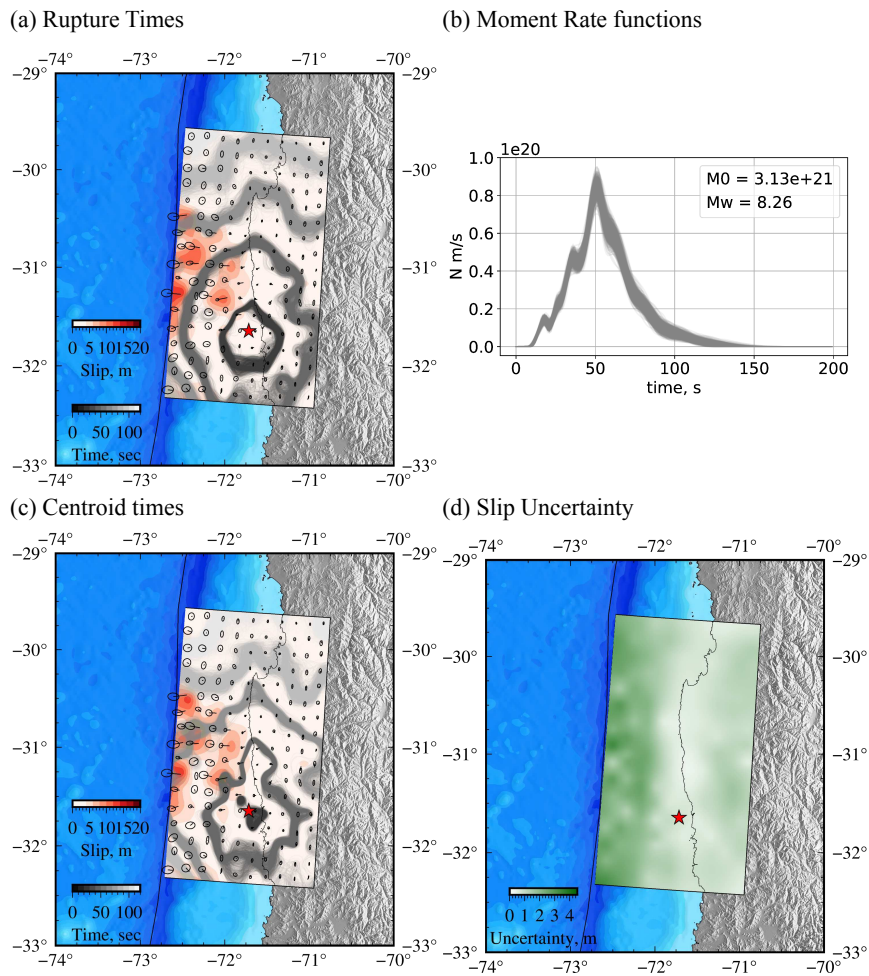 (a) Rupture Times
(b) Moment Rate functions
−74° −73° −72° −71° −70°
−29° −29°
−30° −30°
−31° −31°
−32° −32°
−33° −33°
−74° −73° −72° −71° −70°
0 5 101520
Slip, m
0 50 100
Time, sec
1e20
1.0
0.8
0.6
0.4
0.2
0.0
N m/s
M0 = 3.13e+21
Mw = 8.26
0 50 100 150 200
time, s
(c) Centroid times
(d) Slip Uncertainty
−74° −73° −72° −71° −70°
−29° −29°
−30° −30°
−31° −31°
−32° −32°
−33° −33°
−74° −73° −72° −71° −70°
0 5 101520
Slip, m
0 50 100
Time, sec
−74° −73° −72° −71° −70°
−29°
−30°
−31°
−32°
−33° −33°
−74° −73° −72° −71° −70°
0 1 2 3 4
Uncertainty, m